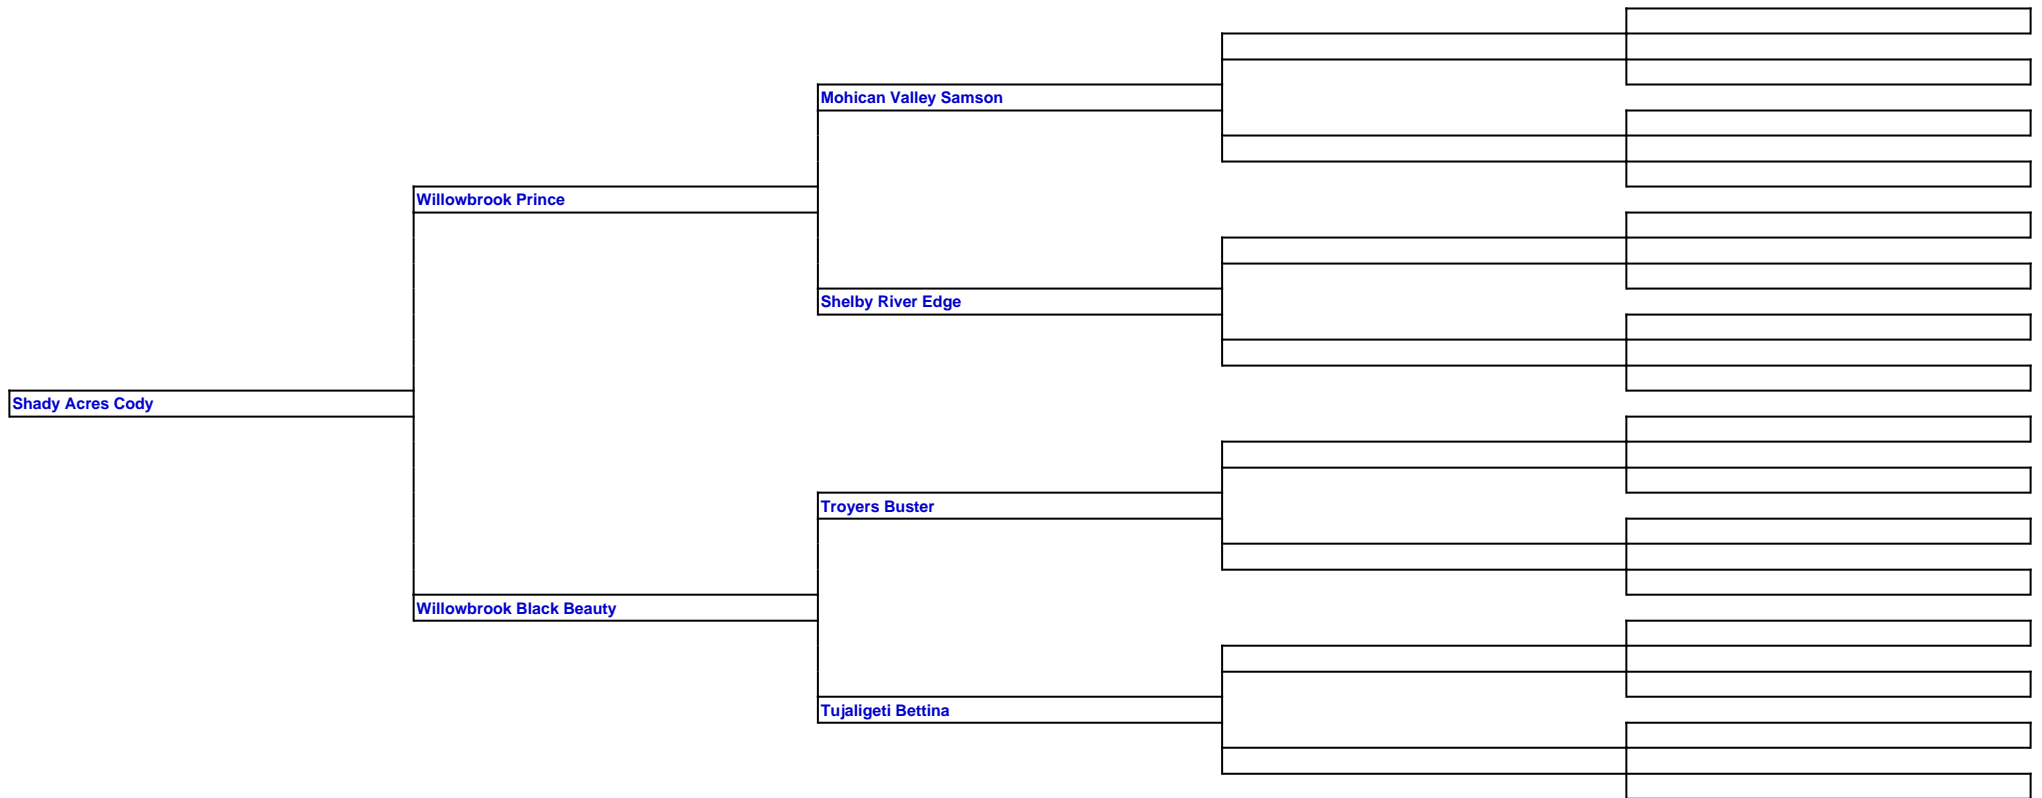 Mohican Valley Samson
Willowbrook Prince
Shelby River Edge
Shady Acres Cody
Troyers Buster
Willowbrook Black Beauty
Tujaligeti Bettina